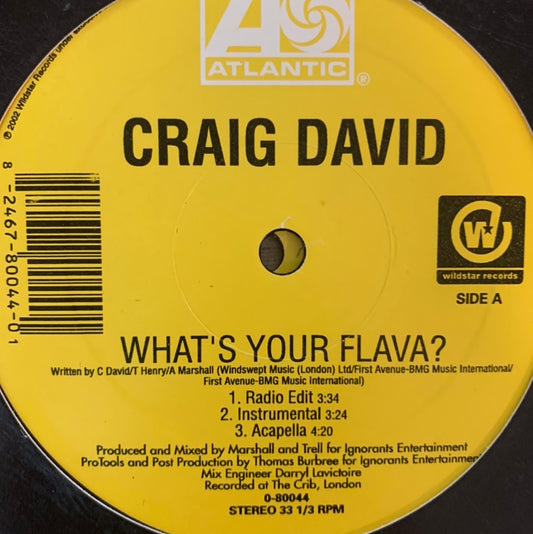 ℗ 2002 Wildstar Records under
ATLANTIC®
CRAIG DAVID
8 -2467-80044-0 1
W
wildstar records
SIDE A
WHAT'S YOUR FLAVA?
Written by C David/T Henry/A Marshall (Windswept Music (London) Ltd/First Avenue-BMG Music International/
First Avenue-BMG Music International)
1. Radio Edit 3:34
2. Instrumental 3:24
3. Acapella 4:20
Produced and Mixed by Marshall and Trell for Ignorants Entertainment
ProTools and Post Production by Thomas Burbree for Ignorants Entertainment
Mix Engineer Darryl Lavictoire
Recorded at The Crib, London
0-80044
STEREO 33 1/3 RPM